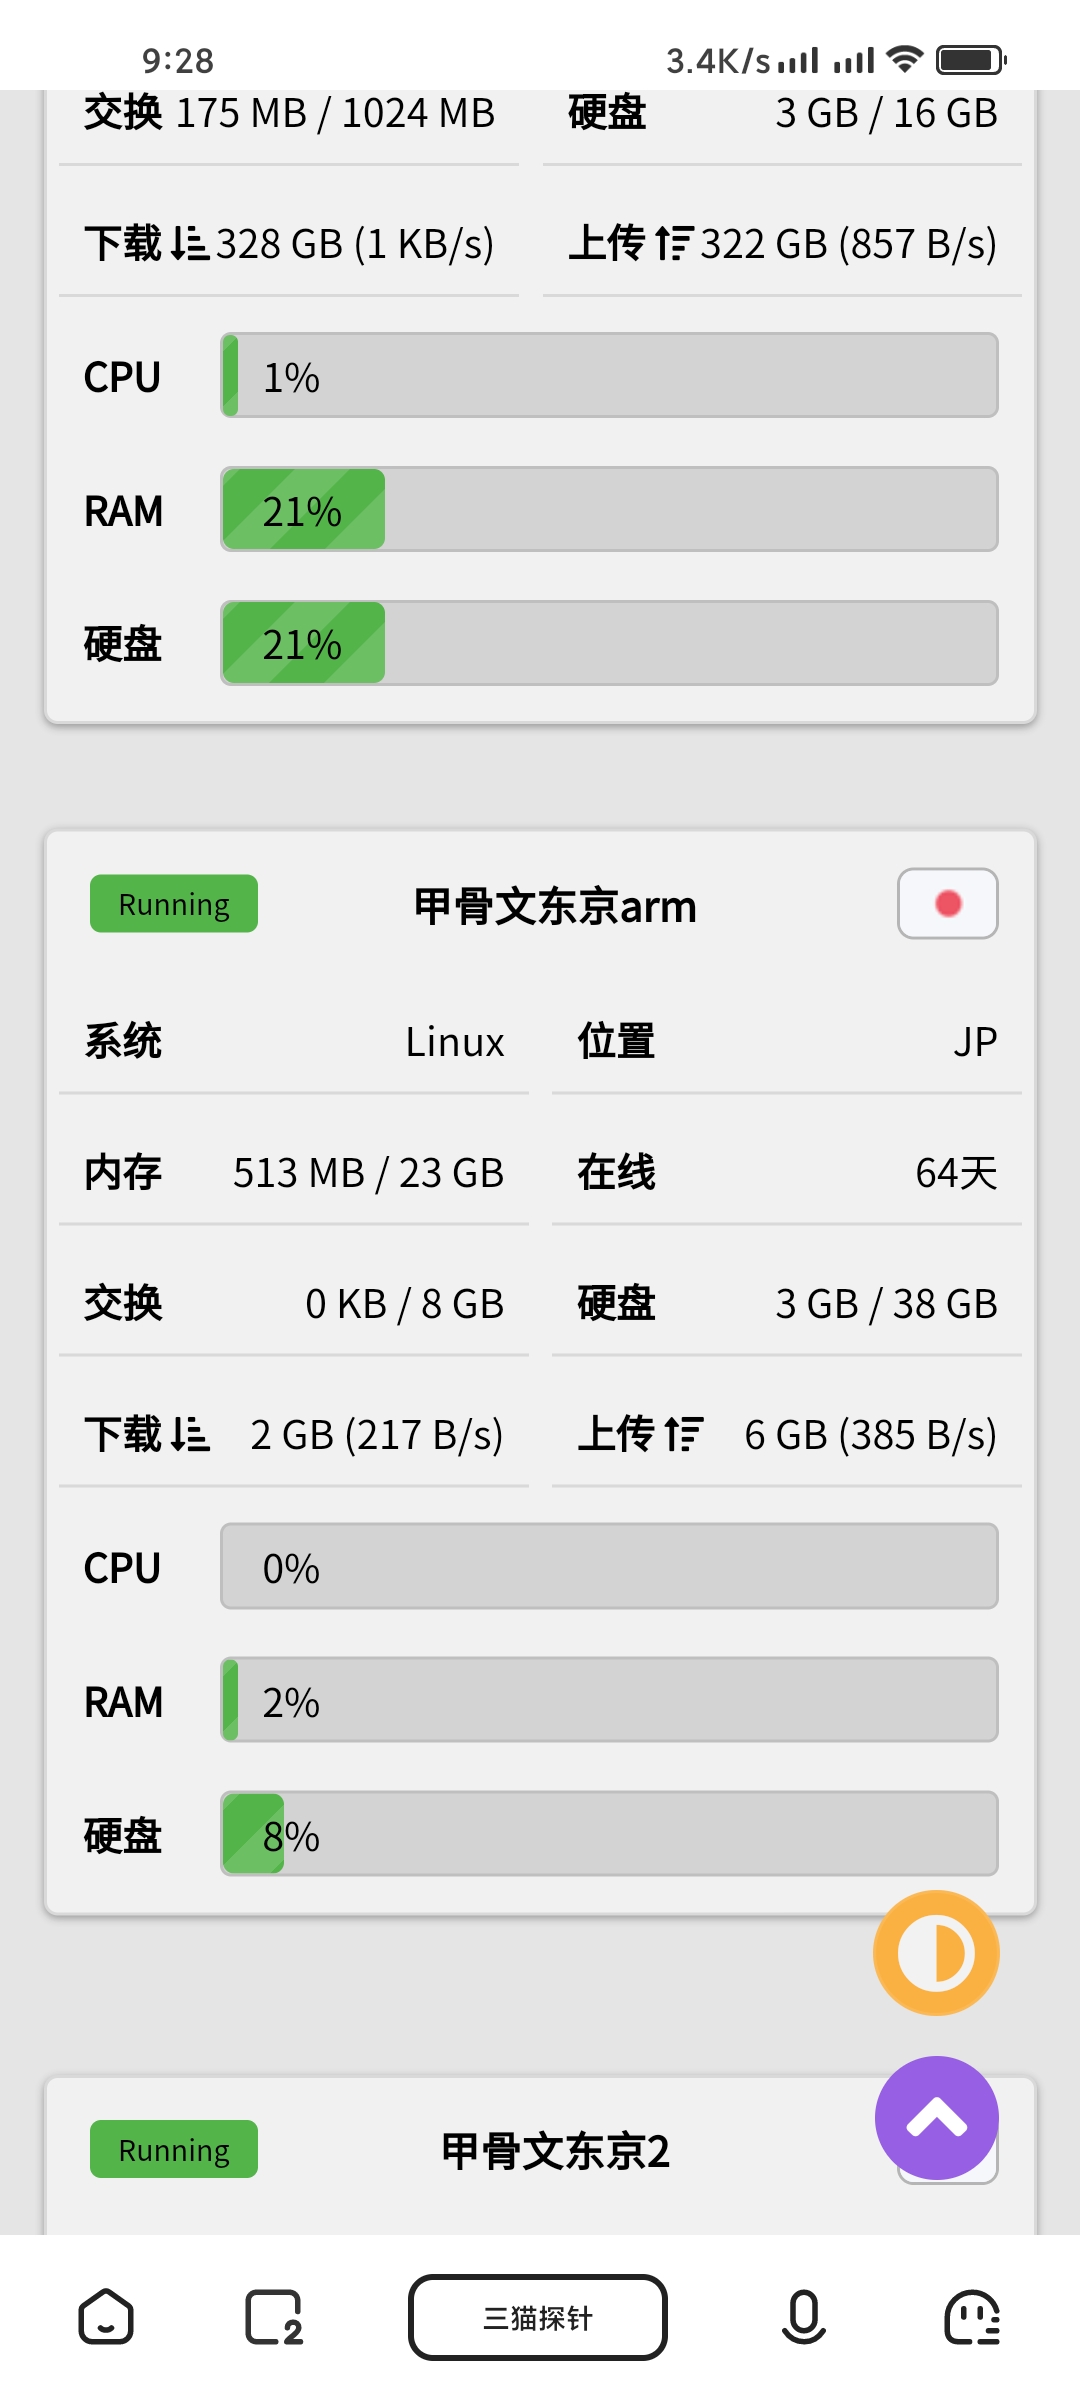 9:28 3.4K/s
交换 175 MB / 1024 MB 硬盘 3 GB / 16 GB
下载 328 GB (1 KB/s) 上传 322 GB (857 B/s)
CPU 1%
RAM 21%
硬盘 21%
Running 甲骨文东京arm
系统 Linux 位置 JP
内存 513 MB / 23 GB 在线 64天
交换 0 KB / 8 GB 硬盘 3 GB / 38 GB
下载 2 GB (217 B/s) 上传 6 GB (385 B/s)
CPU 0%
RAM 2%
硬盘 8%
Running 甲骨文东京2
2 三猫探针